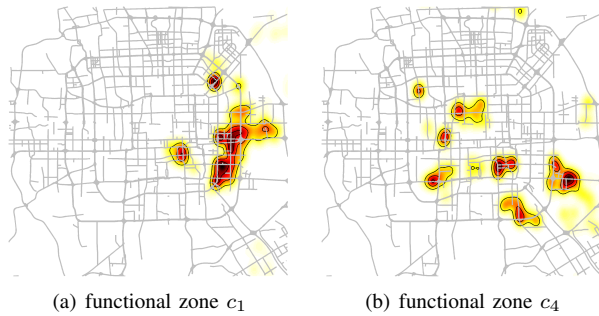 (a) functional zone c₁
(b) functional zone c₄